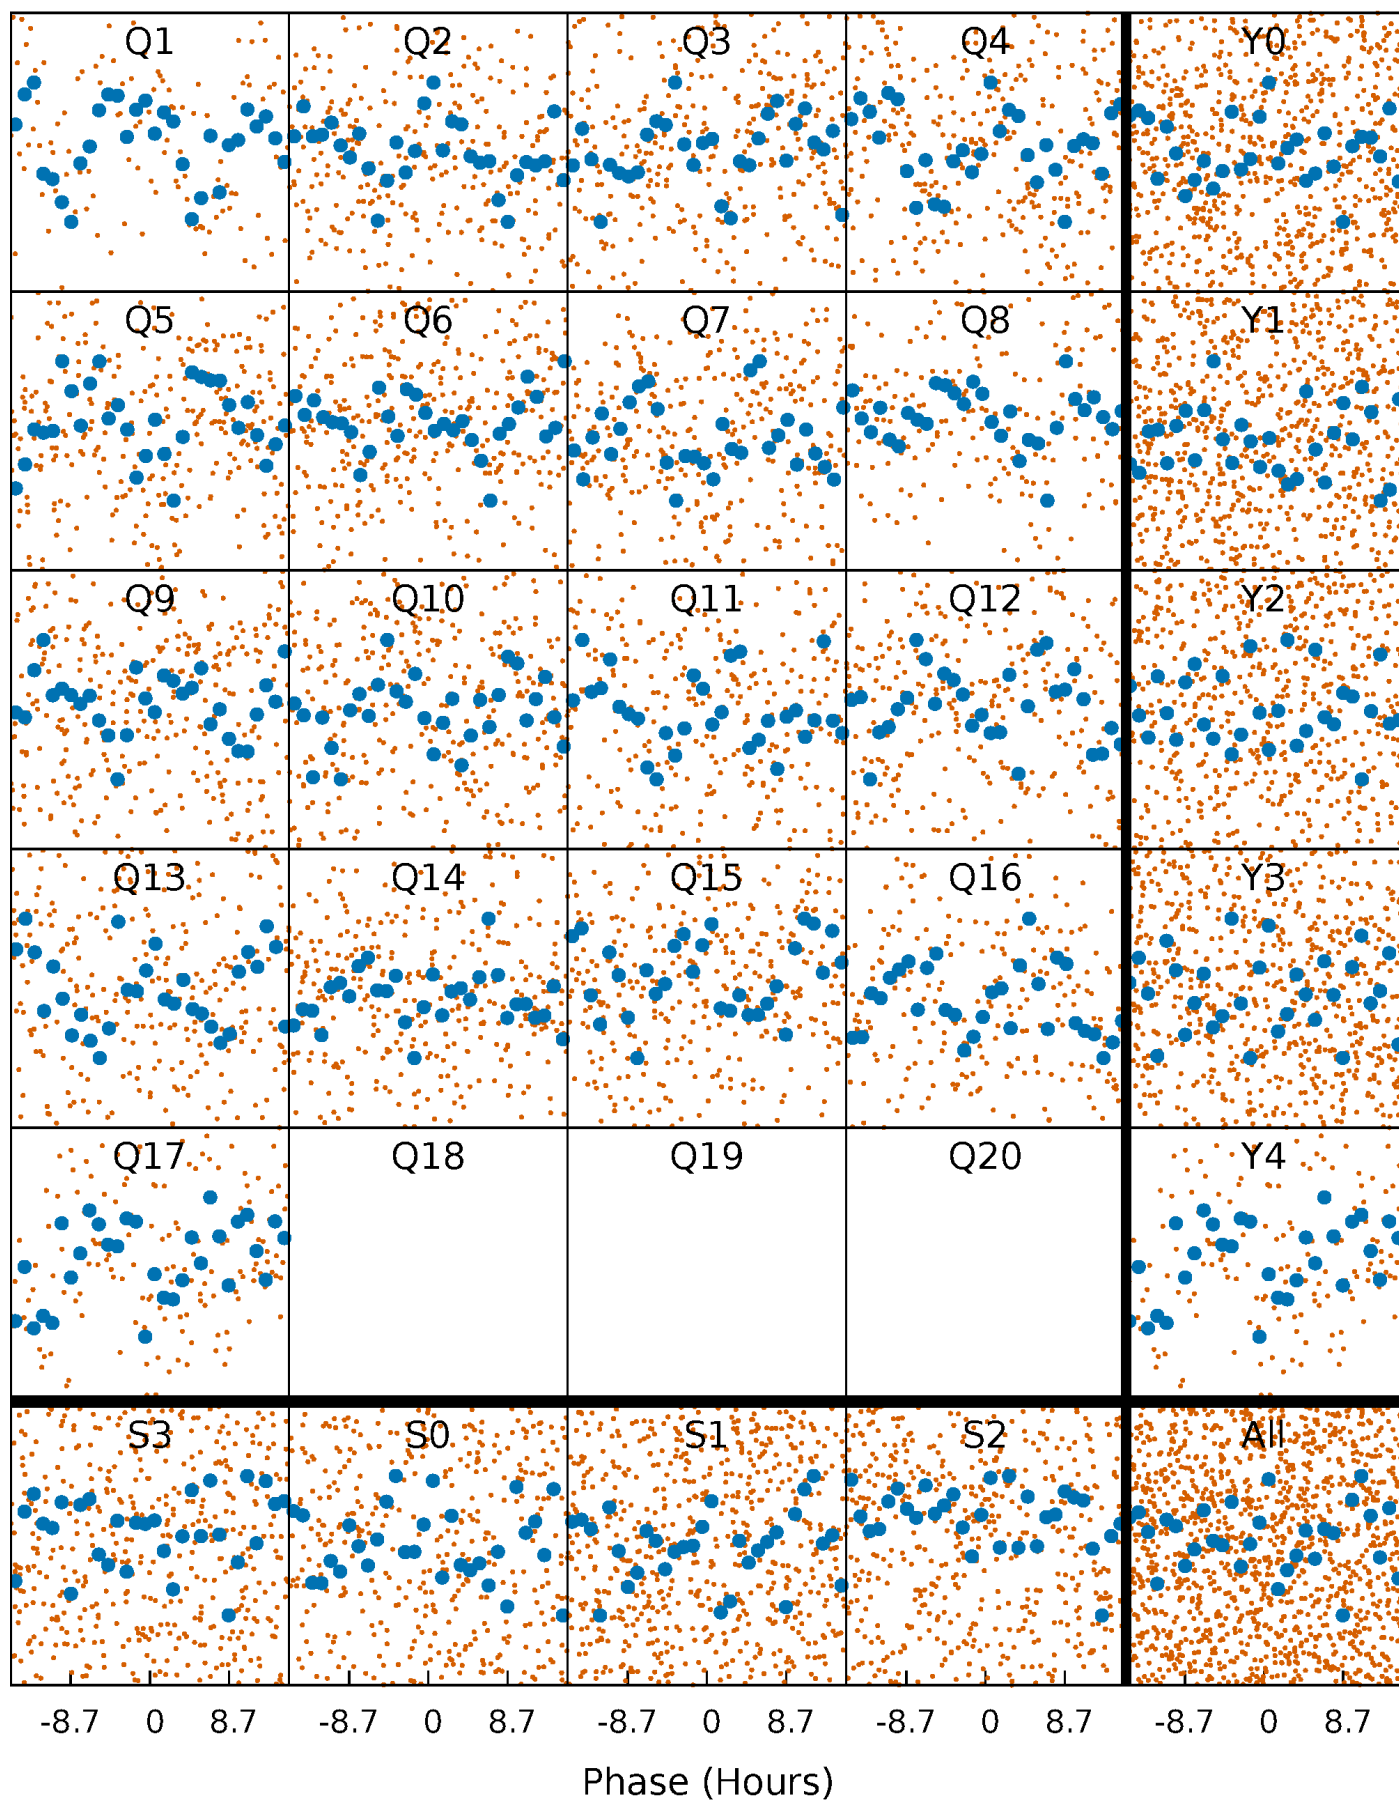 Q1 Q2 Q3 Q4 Y0
Q5 Q6 Q7 Q8 Y1
Q9 Q10 Q11 Q12 Y2
Q13 Q14 Q15 Q16 Y3
Q17 Q18 Q19 Q20 Y4
S3 S0 S1 S2 All
-8.7 0 8.7 -8.7 0 8.7 -8.7 0 8.7 -8.7 0 8.7 -8.7 0 8.7
Phase (Hours)